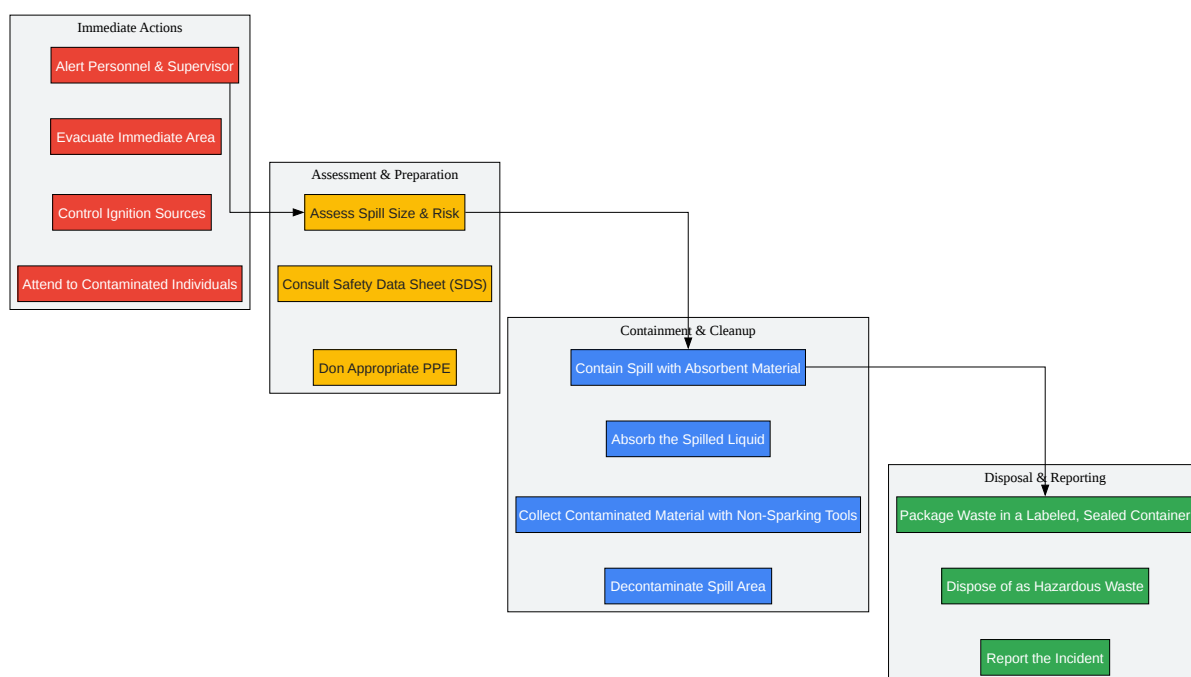 Immediate Actions
Alert Personnel & Supervisor
Evacuate Immediate Area
Control Ignition Sources
Attend to Contaminated Individuals
Assessment & Preparation
Assess Spill Size & Risk
Consult Safety Data Sheet (SDS)
Don Appropriate PPE
Containment & Cleanup
Contain Spill with Absorbent Material
Absorb the Spilled Liquid
Collect Contaminated Material with Non-Sparking Tools
Decontaminate Spill Area
Disposal & Reporting
Package Waste in a Labeled, Sealed Container
Dispose of as Hazardous Waste
Report the Incident